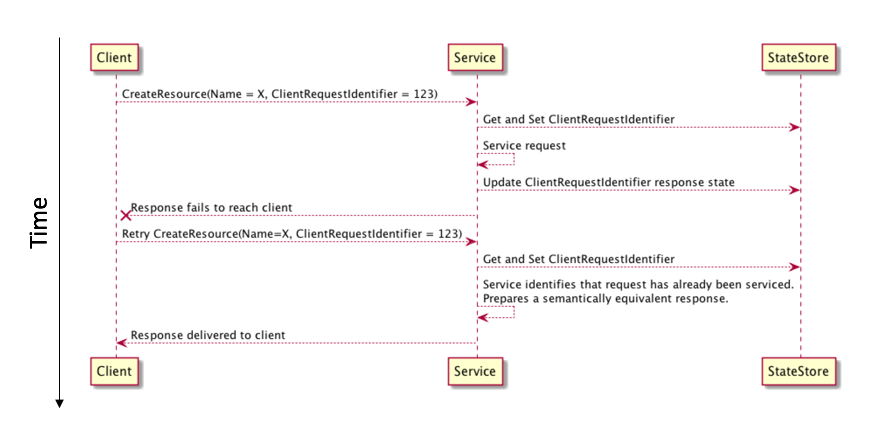 Client
Service
StateStore
CreateResource(Name = X, ClientRequestIdentifier = 123)
Get and Set ClientRequestIdentifier
Service request
Update ClientRequestIdentifier response state
Response fails to reach client
Retry CreateResource(Name=X, ClientRequestIdentifier = 123)
Get and Set ClientRequestIdentifier
Service identifies that request has already been serviced.
Prepares a semantically equivalent response.
Response delivered to client
Client
Service
StateStore
Time